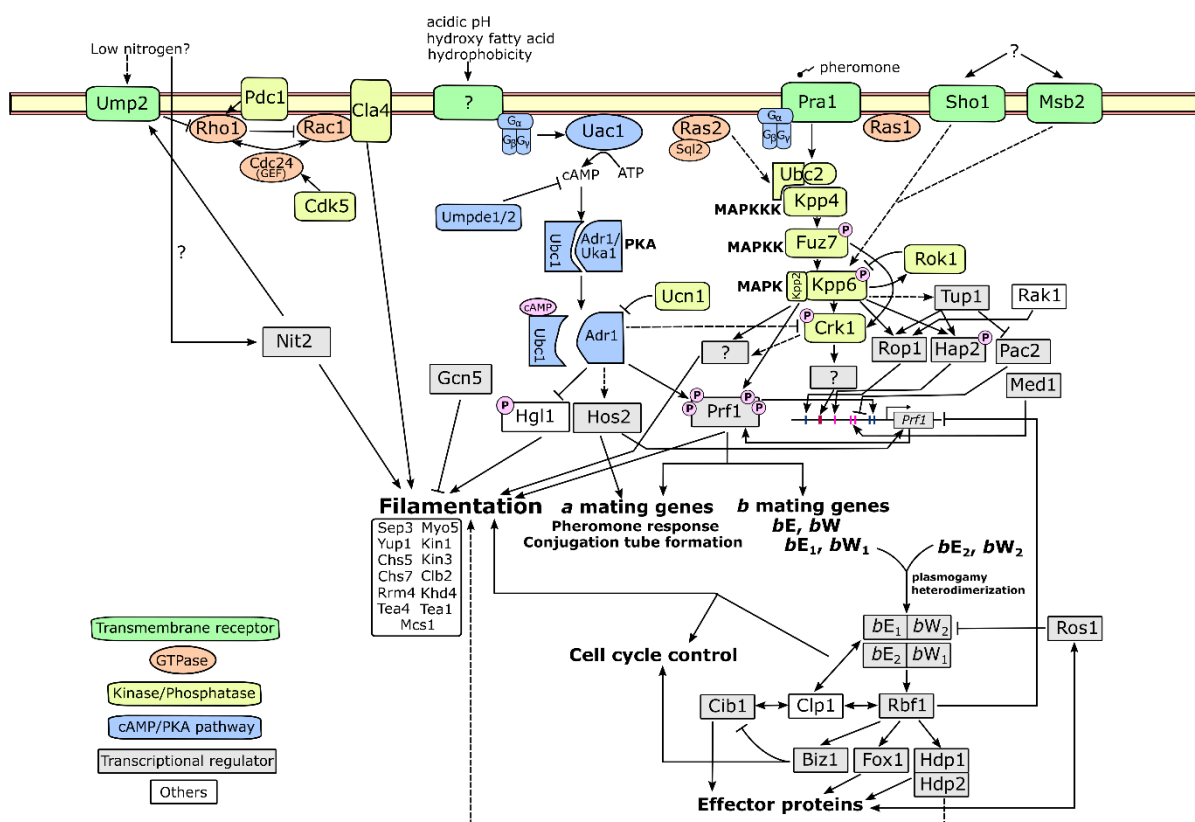 acidic pH
hydroxy fatty acid
hydrophobicity
Low nitrogen?
?
pheromone
Ump2
Pdc1
Cla4
?
Pra1
Sho1
Msb2
Rho1
Rac1
Gα
GβGγ
Uac1
Ras2
Sql2
Gα
GβGγ
Ras1
Cdc24
(GEF)
cAMP
ATP
Ubc2
Cdk5
Umpde1/2
MAPKKK
Kpp4
?
Ubc1
Adr1/
Uka1
PKA
MAPKK
Fuz7
P
Rok1
MAPK
Kpp2
Kpp6
P
Ucn1
Tup1
Rak1
cAMP
Ubc1
Adr1
P
Crk1
Nit2
?
Rop1
Hap2
P
Pac2
Gcn5
?
Med1
P
Hgl1
Hos2
P
P
Prf1
P
P
Prf1
Filamentation
a mating genes
Pheromone response
Conjugation tube formation
b mating genes
bE, bW
bE1, bW1
bE2, bW2
Sep3 Myo5
Yup1 Kin1
Chs5 Kin3
Chs7 Clb2
Rrm4 Khd4
Tea4 Tea1
Mcs1
plasmogamy
heterodimerization
bE1 bW2
bE2 bW1
Ros1
Cell cycle control
Cib1
Clp1
Rbf1
Biz1
Fox1
Hdp1
Hdp2
Effector proteins
Transmembrane receptor
GTPase
Kinase/Phosphatase
cAMP/PKA pathway
Transcriptional regulator
Others